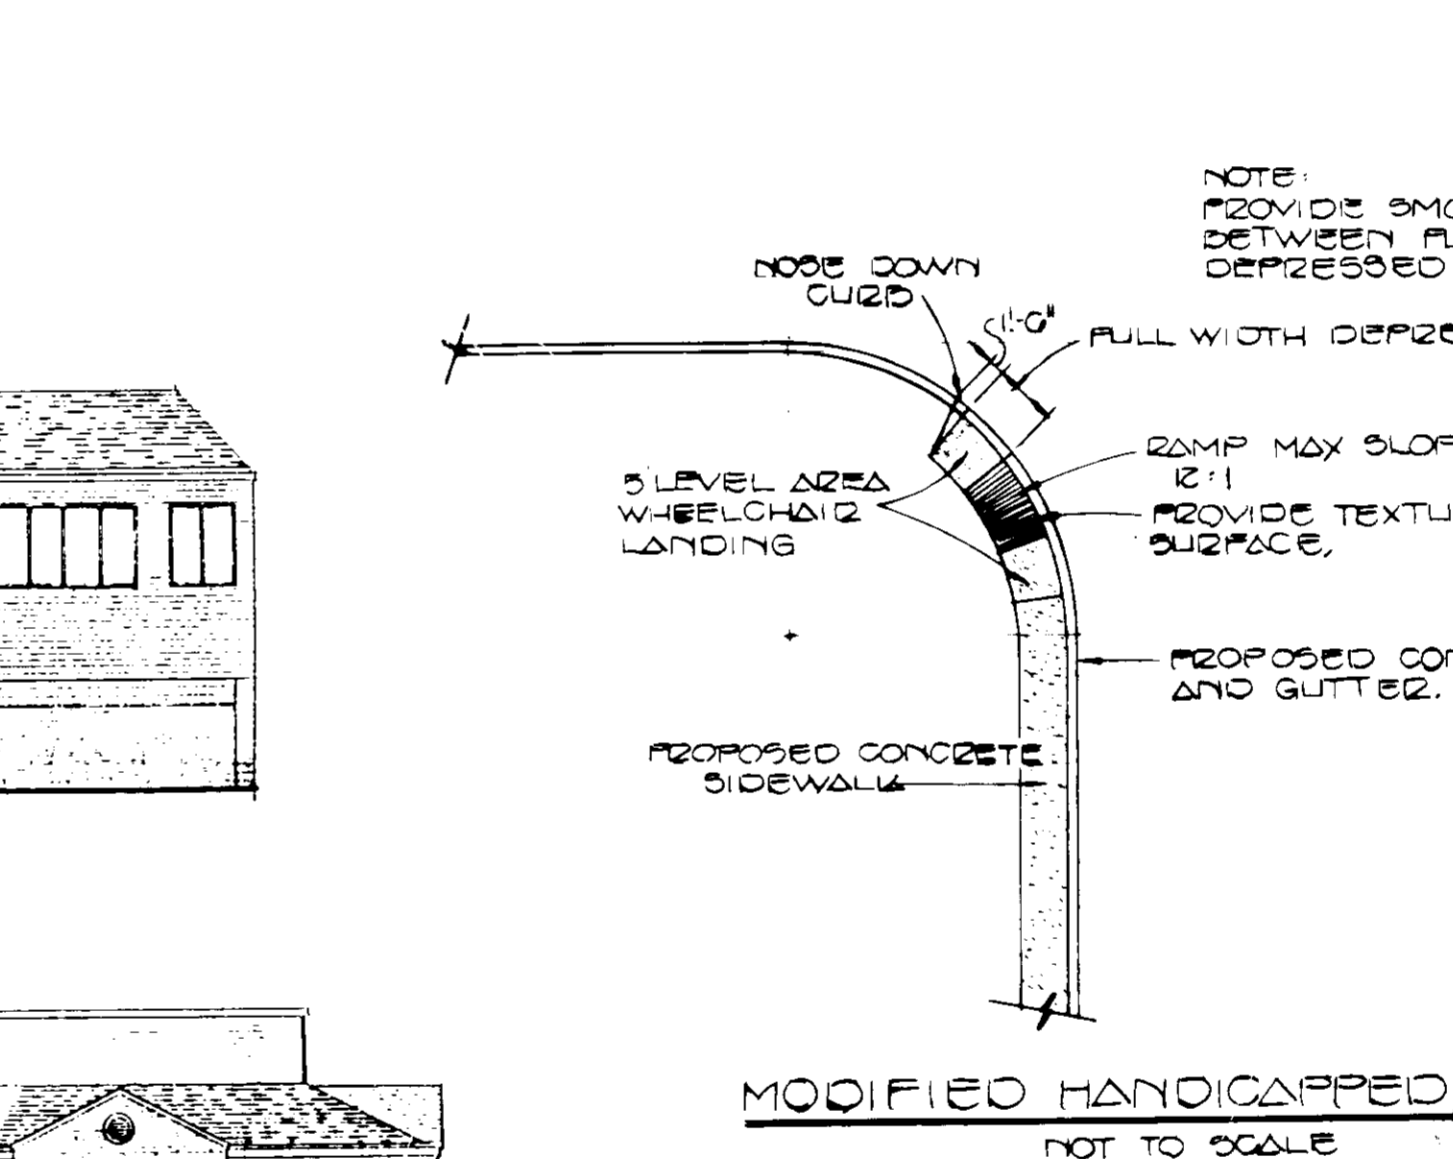 NOTE:
PROVIDE SMO
BETWEEN FL
DEPRESSED
NOSE DOWN
CURB
1'-6"
FULL WIDTH DEPRE
RAMP MAX SLOP
12:1
5' LEVEL AREA
WHEELCHAIR
LANDING
PROVIDE TEXTU
SURFACE.
PROPOSED CON
AND GUTTER.
PROPOSED CONCRETE
SIDEWALK
MODIFIED HANDICAPPED
NOT TO SCALE